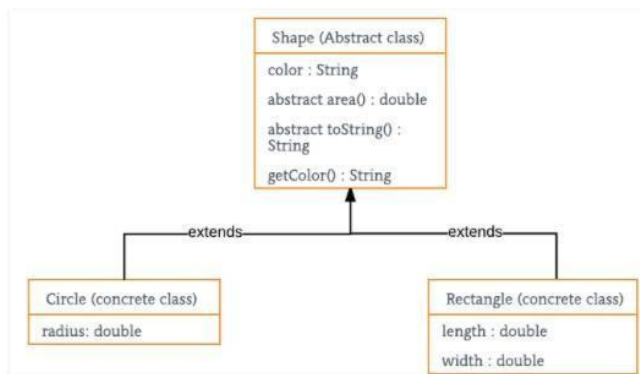 Shape (Abstract class)
color : String
abstract area() : double
abstract toString() :
String
getColor() : String
extends
extends
Circle (concrete class)
radius: double
Rectangle (concrete class)
length : double
width : double